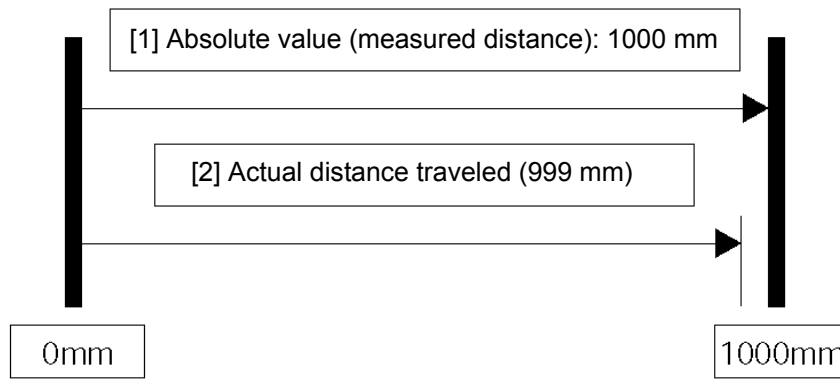 [1] Absolute value (measured distance): 1000 mm
[2] Actual distance traveled (999 mm)
0mm
1000mm